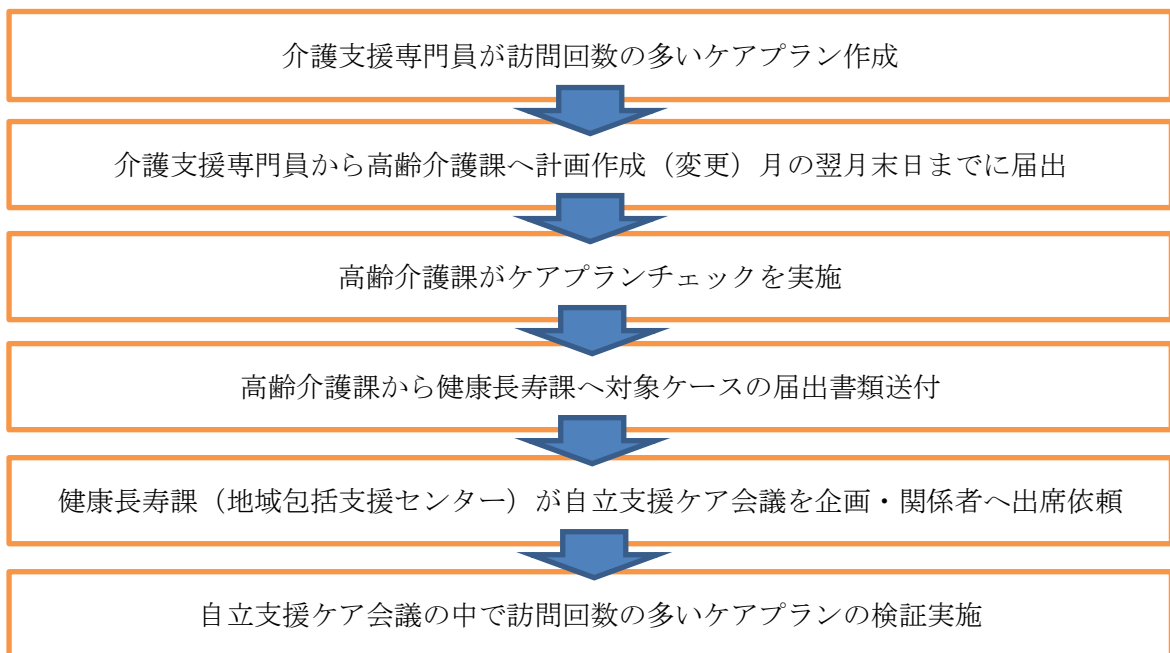 介護支援専門員が訪問回数の多いケアプラン作成
介護支援専門員から高齢介護課へ計画作成（変更）月の翌月末日までに届出
高齢介護課がケアプランチェックを実施
高齢介護課から健康長寿課へ対象ケースの届出書類送付
健康長寿課（地域包括支援センター）が自立支援ケア会議を企画・関係者へ出席依頼
自立支援ケア会議の中で訪問回数の多いケアプランの検証実施